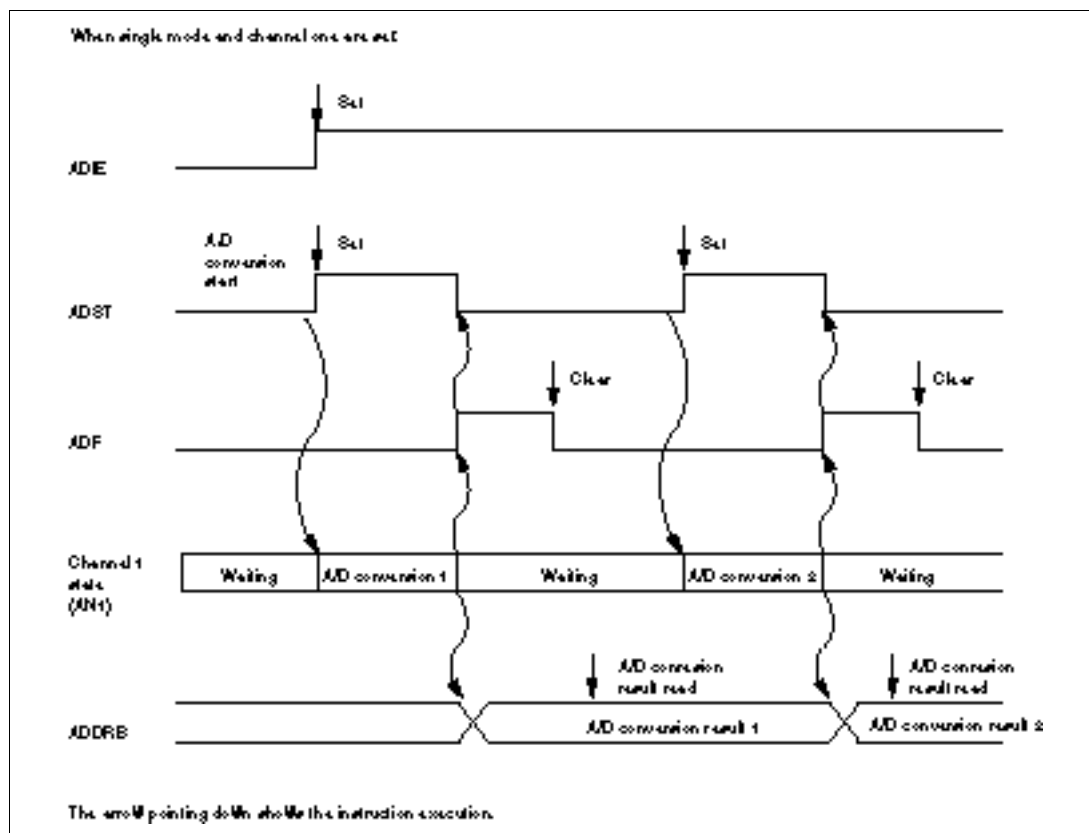 When single mode and channel one are set
Set
ADIE
A/D
conversion
start
Set
Set
ADST
Clear
Clear
ADF
Channel 1
state
(AN1)
Waiting
A/D conversion 1
Waiting
A/D conversion 2
Waiting
A/D conversion
result read
A/D conversion
result read
ADDRB
A/D conversion result 1
A/D conversion result 2
The arrow pointing down shows the instruction execution.